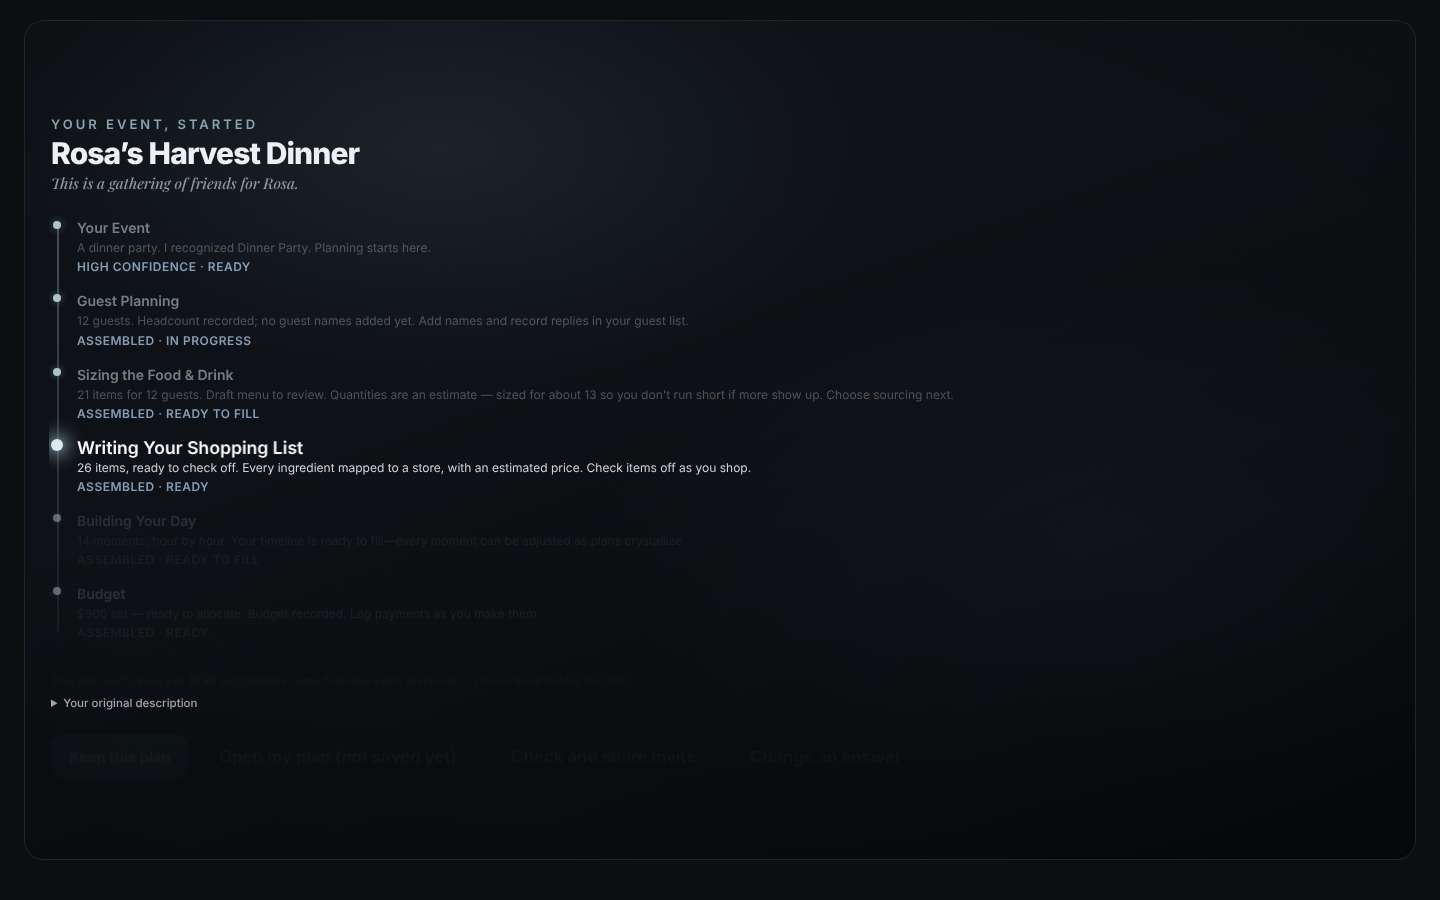 YOUR EVENT, STARTED
Rosa’s Harvest Dinner
This is a gathering of friends for Rosa.
Your Event
A dinner party. I recognized Dinner Party. Planning starts here.
HIGH CONFIDENCE · READY
Guest Planning
12 guests. Headcount recorded; no guest names added yet. Add names and record replies in your guest list.
ASSEMBLED · IN PROGRESS
Sizing the Food & Drink
21 items for 12 guests. Draft menu to review. Quantities are an estimate — sized for about 13 so you don't run short if more show up. Choose sourcing next.
ASSEMBLED · READY TO FILL
Writing Your Shopping List
26 items, ready to check off. Every ingredient mapped to a store, with an estimated price. Check items off as you shop.
ASSEMBLED · READY
Building Your Day
14 moments, hour by hour. Your timeline is ready to fill—every moment can be adjusted as plans crystallize.
ASSEMBLED · READY TO FILL
Budget
$900 set — ready to allocate. Budget recorded. Log payments as you make them.
ASSEMBLED · READY
Your original description
Keep this plan
Open my plan (not saved yet)
Check and share invite
Change an answer